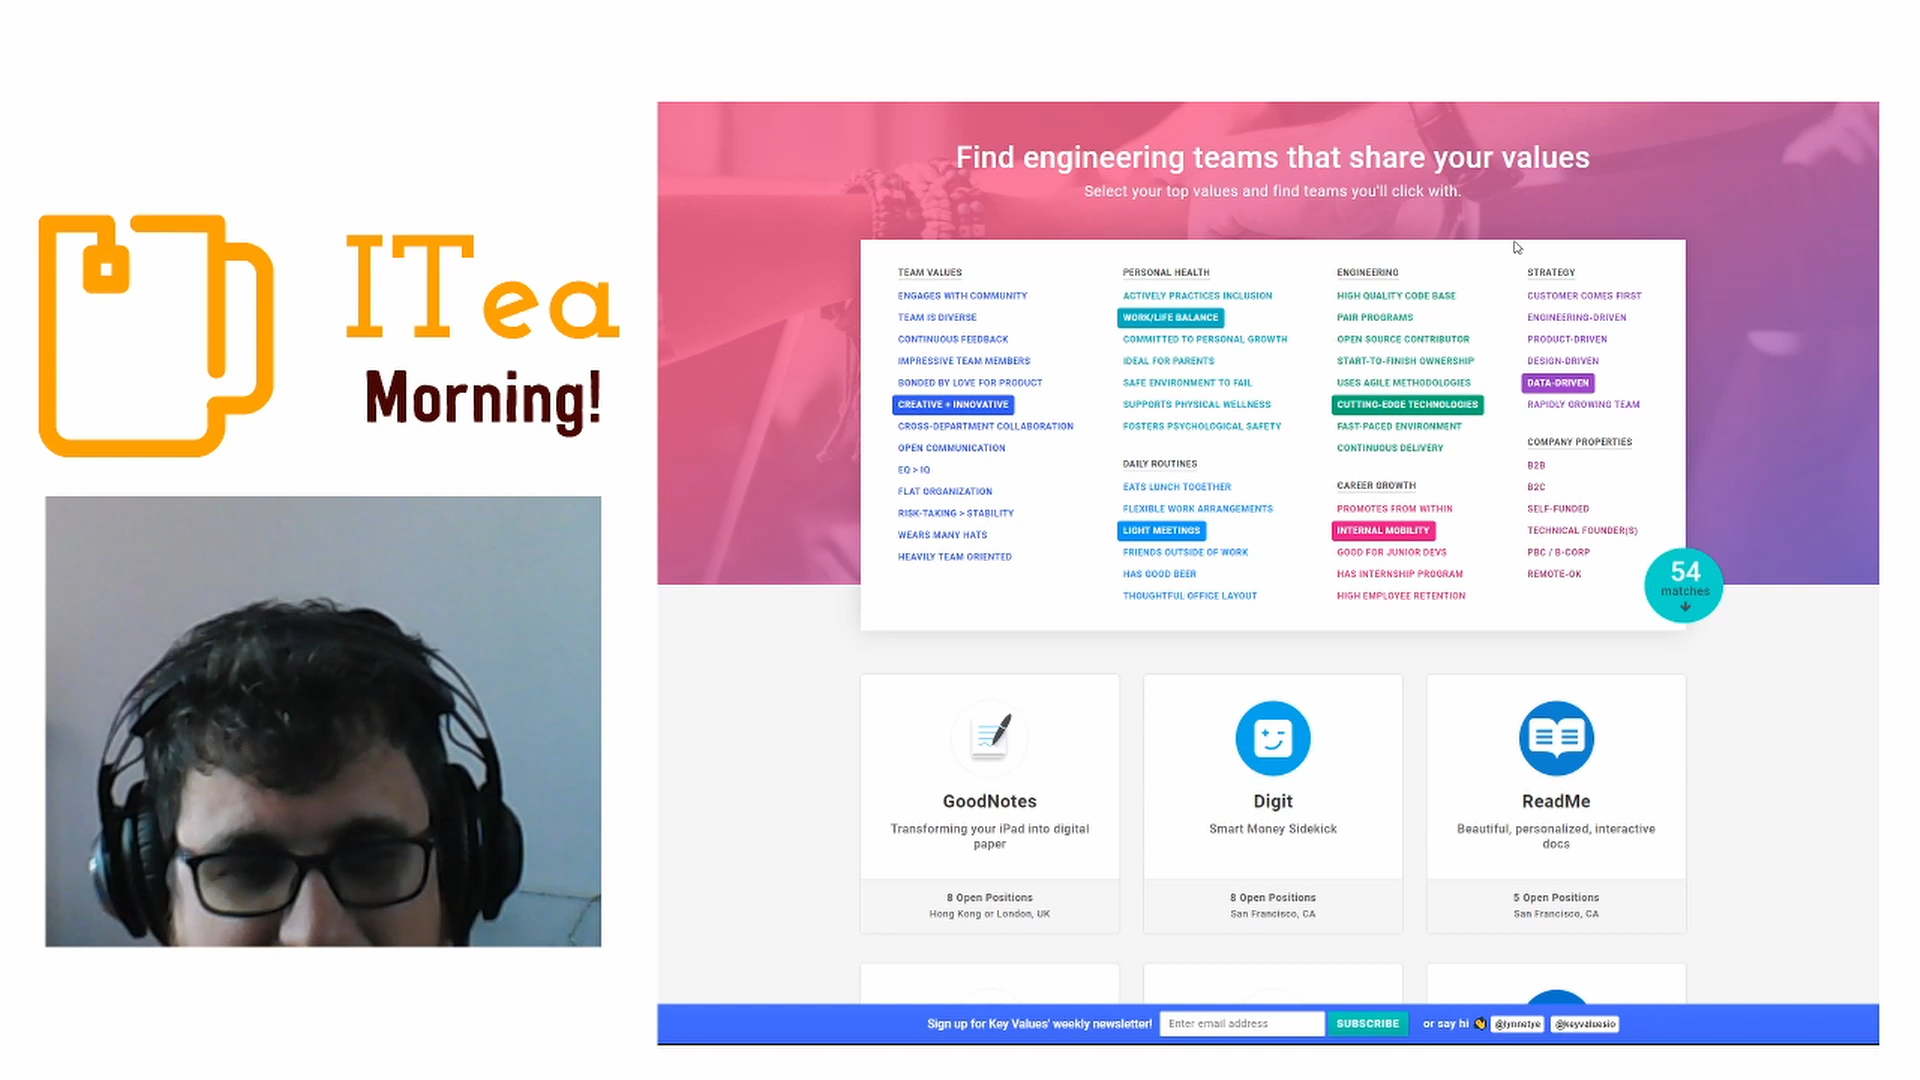 ITea
Morning!
Find engineering teams that share your values
Select your top values and find teams you'll click with.
TEAM VALUES
ENGAGES WITH COMMUNITY
TEAM IS DIVERSE
CONTINUOUS FEEDBACK
IMPRESSIVE TEAM MEMBERS
BONDED BY LOVE FOR PRODUCT
CREATIVE + INNOVATIVE
CROSS-DEPARTMENT COLLABORATION
OPEN COMMUNICATION
EQ > IQ
FLAT ORGANIZATION
RISK-TAKING > STABILITY
WEARS MANY HATS
HEAVILY TEAM ORIENTED
PERSONAL HEALTH
ACTIVELY PRACTICES INCLUSION
WORK/LIFE BALANCE
COMMITTED TO PERSONAL GROWTH
IDEAL FOR PARENTS
SAFE ENVIRONMENT TO FAIL
SUPPORTS PHYSICAL WELLNESS
FOSTERS PSYCHOLOGICAL SAFETY
DAILY ROUTINES
EATS LUNCH TOGETHER
FLEXIBLE WORK ARRANGEMENTS
LIGHT MEETINGS
FRIENDS OUTSIDE OF WORK
HAS GOOD BEER
THOUGHTFUL OFFICE LAYOUT
ENGINEERING
HIGH QUALITY CODE BASE
PAIR PROGRAMS
OPEN SOURCE CONTRIBUTOR
START-TO-FINISH OWNERSHIP
USES AGILE METHODOLOGIES
CUTTING-EDGE TECHNOLOGIES
FAST-PACED ENVIRONMENT
CONTINUOUS DELIVERY
CAREER GROWTH
PROMOTES FROM WITHIN
INTERNAL MOBILITY
GOOD FOR JUNIOR DEVS
HAS INTERNSHIP PROGRAM
HIGH EMPLOYEE RETENTION
STRATEGY
CUSTOMER COMES FIRST
ENGINEERING-DRIVEN
PRODUCT-DRIVEN
DESIGN-DRIVEN
DATA-DRIVEN
RAPIDLY GROWING TEAM
COMPANY PROPERTIES
B2B
B2C
SELF-FUNDED
TECHNICAL FOUNDER(S)
PBC / B-CORP
REMOTE-OK
54
matches
GoodNotes
Transforming your iPad into digital
paper
8 Open Positions
Hong Kong or London, UK
Digit
Smart Money Sidekick
8 Open Positions
San Francisco, CA
ReadMe
Beautiful, personalized, interactive
docs
5 Open Positions
San Francisco, CA
Sign up for Key Values' weekly newsletter! Enter email address SUBSCRIBE or say hi 👋 @lynnetye @keyvaluesio